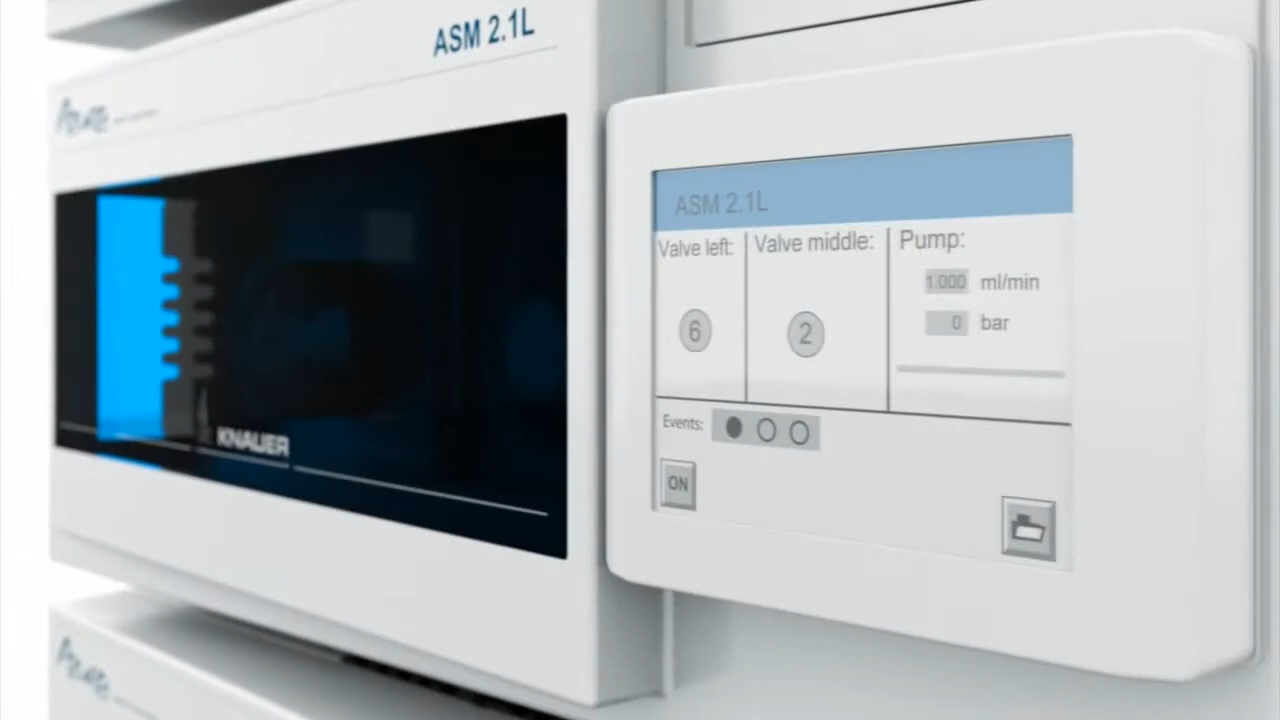 ASM 2.1L
KNAUER
ASM 2.1L
Valve left:
Valve middle:
Pump:
1.000 ml/min
0 bar
6
2
Events:
ON